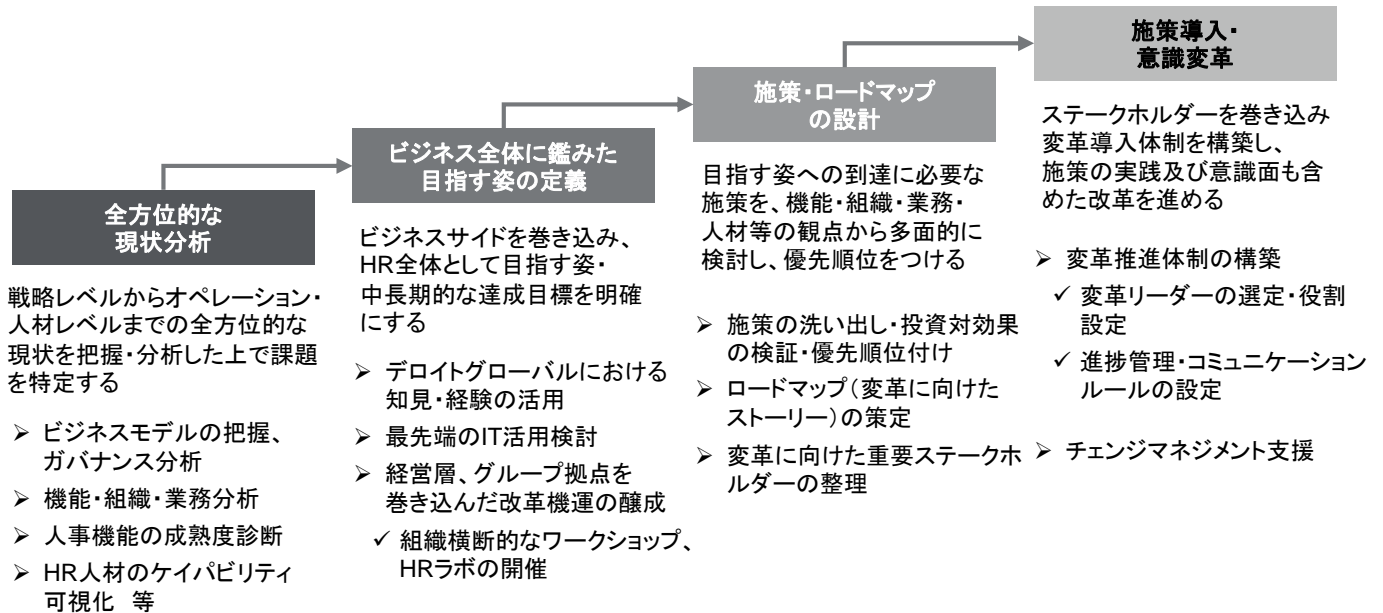 全方位的な
現状分析
戦略レベルからオペレーション・
人材レベルまでの全方位的な
現状を把握・分析した上で課題
を特定する
➢ ビジネスモデルの把握、
ガバナンス分析
➢ 機能・組織・業務分析
➢ 人事機能の成熟度診断
➢ HR人材のケイパビリティ
可視化 等
ビジネス全体に鑑みた
目指す姿の定義
ビジネスサイドを巻き込み、
HR全体として目指す姿・
中長期的な達成目標を明確
にする
➢ デロイトグローバルにおける
知見・経験の活用
➢ 最先端のIT活用検討
➢ 経営層、グループ拠点を
巻き込んだ改革機運の醸成
✓ 組織横断的なワークショップ、
HRラボの開催
施策・ロードマップ
の設計
目指す姿への到達に必要な
施策を、機能・組織・業務・
人材等の観点から多面的に
検討し、優先順位をつける
➢ 施策の洗い出し・投資対効果
の検証・優先順位付け
➢ ロードマップ（変革に向けた
ストーリー）の策定
➢ 変革に向けた重要ステークホ
ルダーの整理
施策導入・
意識変革
ステークホルダーを巻き込み
変革導入体制を構築し、
施策の実践及び意識面も含
めた改革を進める
➢ 変革推進体制の構築
✓ 変革リーダーの選定・役割
設定
✓ 進捗管理・コミュニケーション
ルールの設定
➢ チェンジマネジメント支援